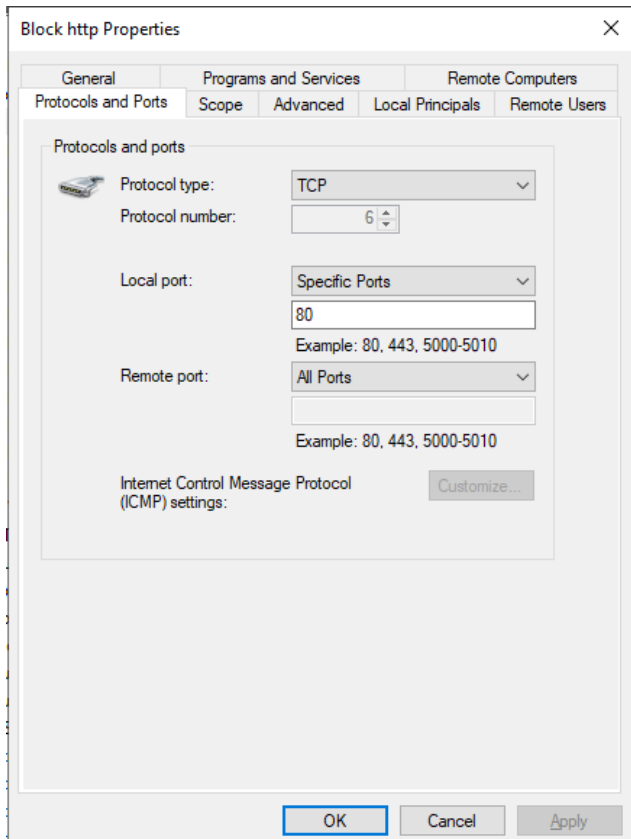 Block http Properties
General
Programs and Services
Remote Computers
Protocols and Ports
Scope
Advanced
Local Principals
Remote Users
Protocols and ports
Protocol type:
TCP
Protocol number:
6
Local port:
Specific Ports
80
Example: 80, 443, 5000-5010
Remote port:
All Ports
Example: 80, 443, 5000-5010
Internet Control Message Protocol
(ICMP) settings:
Customize...
OK
Cancel
Apply